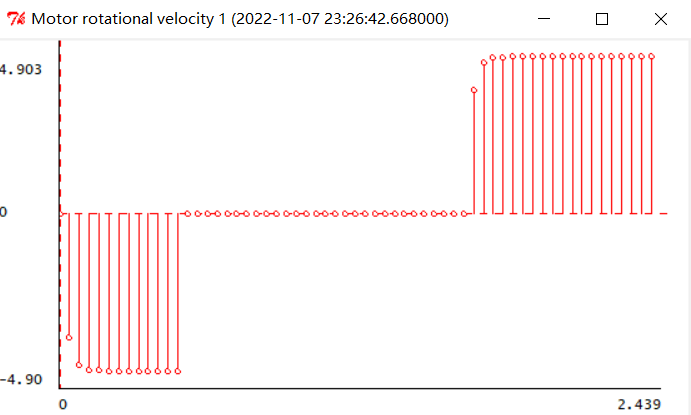 Motor rotational velocity 1 (2022-11-07 23:26:42.668000)
4.903
0
-4.90
0 2.439